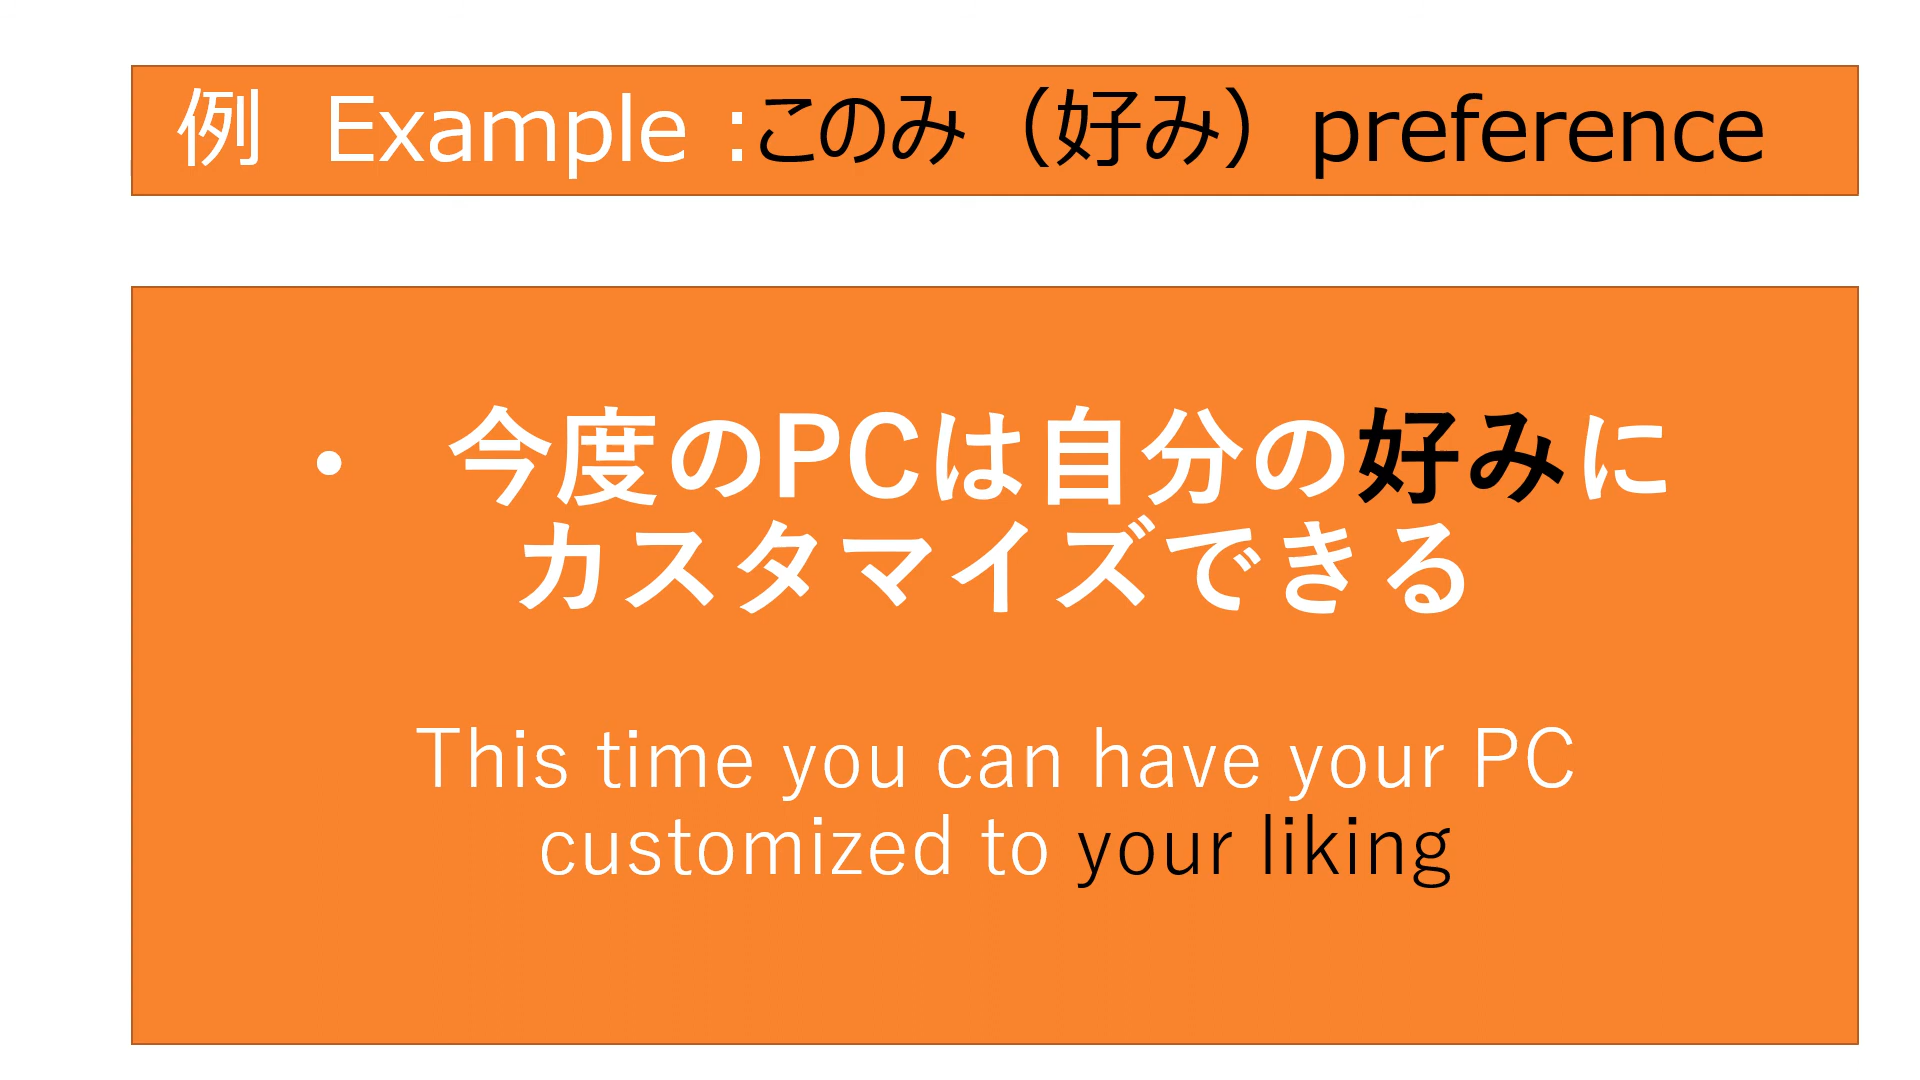 例　Example :このみ（好み）preference
• 今度のPCは自分の好みに
カスタマイズできる
This time you can have your PC
customized to your liking